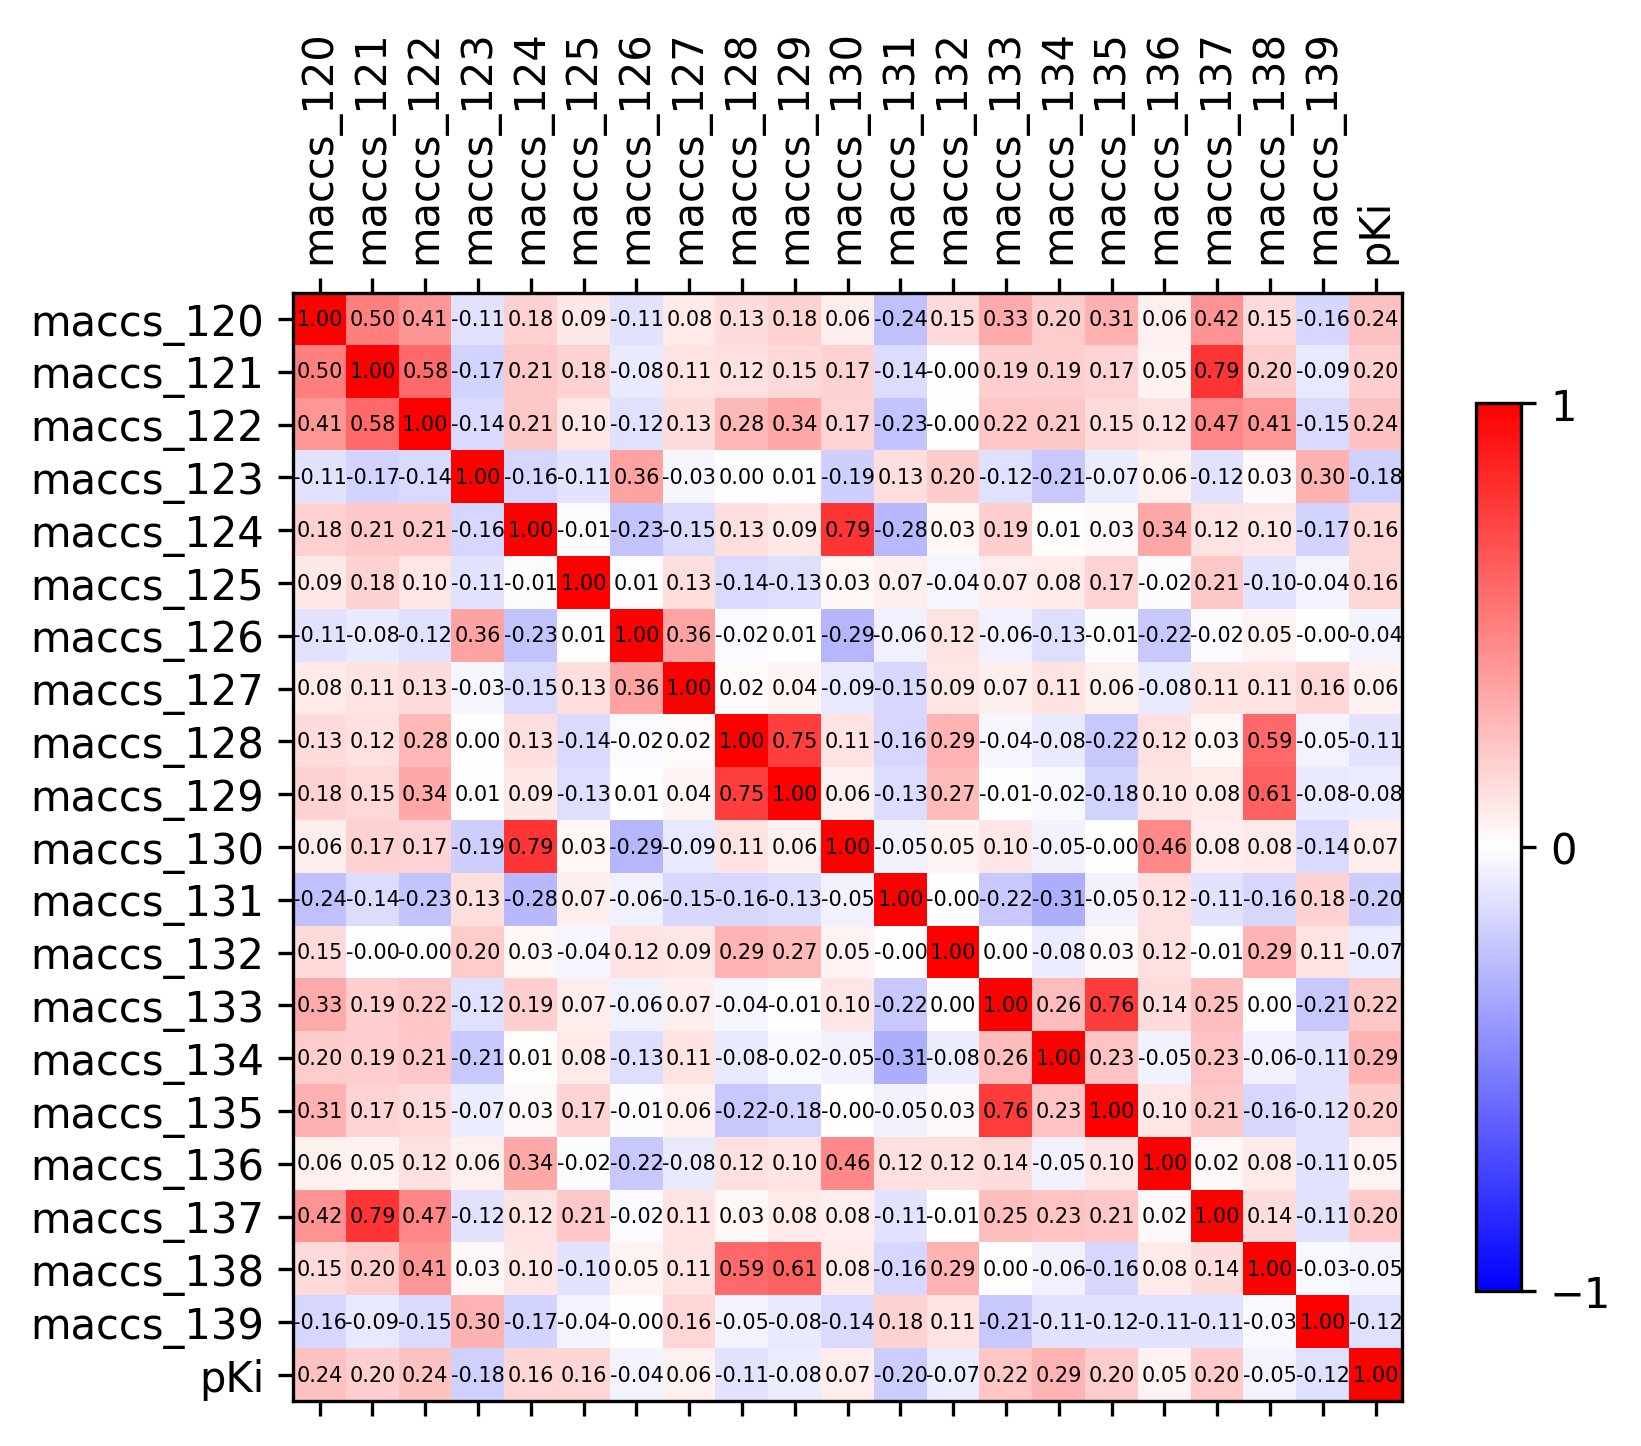 maccs_120 maccs_121 maccs_122 maccs_123 maccs_124 maccs_125 maccs_126 maccs_127 maccs_128 maccs_129 maccs_130 maccs_131 maccs_132 maccs_133 maccs_134 maccs_135 maccs_136 maccs_137 maccs_138 maccs_139 pKi
maccs_120 1.00 0.50 0.41 -0.11 0.18 0.09 -0.11 0.08 0.13 0.18 0.06 -0.24 0.15 0.33 0.20 0.31 0.06 0.42 0.15 -0.16 0.24
maccs_121 0.50 1.00 0.58 -0.17 0.21 0.18 -0.08 0.11 0.12 0.15 0.17 -0.14 -0.00 0.19 0.19 0.17 0.05 0.79 0.20 -0.09 0.20
maccs_122 0.41 0.58 1.00 -0.14 0.21 0.10 -0.12 0.13 0.28 0.34 0.17 -0.23 -0.00 0.22 0.21 0.15 0.12 0.47 0.41 -0.15 0.24
maccs_123 -0.11 -0.17 -0.14 1.00 -0.16 -0.11 0.36 -0.03 0.00 0.01 -0.19 0.13 0.20 -0.12 -0.21 -0.07 0.06 -0.12 0.03 0.30 -0.18
maccs_124 0.18 0.21 0.21 -0.16 1.00 -0.01 -0.23 -0.15 0.13 0.09 0.79 -0.28 0.03 0.19 0.01 0.03 0.34 0.12 0.10 -0.17 0.16
maccs_125 0.09 0.18 0.10 -0.11 -0.01 1.00 0.01 0.13 -0.14 -0.13 0.03 0.07 -0.04 0.07 0.08 0.17 -0.02 0.21 -0.10 -0.04 0.16
maccs_126 -0.11 -0.08 -0.12 0.36 -0.23 0.01 1.00 0.36 -0.02 0.01 -0.29 -0.06 0.12 -0.06 -0.13 -0.01 -0.22 -0.02 0.05 -0.00 -0.04
maccs_127 0.08 0.11 0.13 -0.03 -0.15 0.13 0.36 1.00 0.02 0.04 -0.09 -0.15 0.09 0.07 0.11 0.06 -0.08 0.11 0.11 0.16 0.06
maccs_128 0.13 0.12 0.28 0.00 0.13 -0.14 -0.02 0.02 1.00 0.75 0.11 -0.16 0.29 -0.04 -0.08 -0.22 0.12 0.03 0.59 -0.05 -0.11
maccs_129 0.18 0.15 0.34 0.01 0.09 -0.13 0.01 0.04 0.75 1.00 0.06 -0.13 0.27 -0.01 -0.02 -0.18 0.10 0.08 0.61 -0.08 -0.08
maccs_130 0.06 0.17 0.17 -0.19 0.79 0.03 -0.29 -0.09 0.11 0.06 1.00 -0.05 0.05 0.10 -0.05 -0.00 0.46 0.08 0.08 -0.14 0.07
maccs_131 -0.24 -0.14 -0.23 0.13 -0.28 0.07 -0.06 -0.15 -0.16 -0.13 -0.05 1.00 -0.00 -0.22 -0.31 -0.05 0.12 -0.11 -0.16 0.18 -0.20
maccs_132 0.15 -0.00 -0.00 0.20 0.03 -0.04 0.12 0.09 0.29 0.27 0.05 -0.00 1.00 0.00 -0.08 0.03 0.12 -0.01 0.29 0.11 -0.07
maccs_133 0.33 0.19 0.22 -0.12 0.19 0.07 -0.06 0.07 -0.04 -0.01 0.10 -0.22 0.00 1.00 0.26 0.76 0.14 0.25 0.00 -0.21 0.22
maccs_134 0.20 0.19 0.21 -0.21 0.01 0.08 -0.13 0.11 -0.08 -0.02 -0.05 -0.31 -0.08 0.26 1.00 0.23 -0.05 0.23 -0.06 -0.11 0.29
maccs_135 0.31 0.17 0.15 -0.07 0.03 0.17 -0.01 0.06 -0.22 -0.18 -0.00 -0.05 0.03 0.76 0.23 1.00 0.10 0.21 -0.16 -0.12 0.20
maccs_136 0.06 0.05 0.12 0.06 0.34 -0.02 -0.22 -0.08 0.12 0.10 0.46 0.12 0.12 0.14 -0.05 0.10 1.00 0.02 0.08 -0.11 0.05
maccs_137 0.42 0.79 0.47 -0.12 0.12 0.21 -0.02 0.11 0.03 0.08 0.08 -0.11 -0.01 0.25 0.23 0.21 0.02 1.00 0.14 -0.11 0.20
maccs_138 0.15 0.20 0.41 0.03 0.10 -0.10 0.05 0.11 0.59 0.61 0.08 -0.16 0.29 0.00 -0.06 -0.16 0.08 0.14 1.00 -0.03 -0.05
maccs_139 -0.16 -0.09 -0.15 0.30 -0.17 -0.04 -0.00 0.16 -0.05 -0.08 -0.14 0.18 0.11 -0.21 -0.11 -0.12 -0.11 -0.11 -0.03 1.00 -0.12
pKi 0.24 0.20 0.24 -0.18 0.16 0.16 -0.04 0.06 -0.11 -0.08 0.07 -0.20 -0.07 0.22 0.29 0.20 0.05 0.20 -0.05 -0.12 1.00
1
0
−1